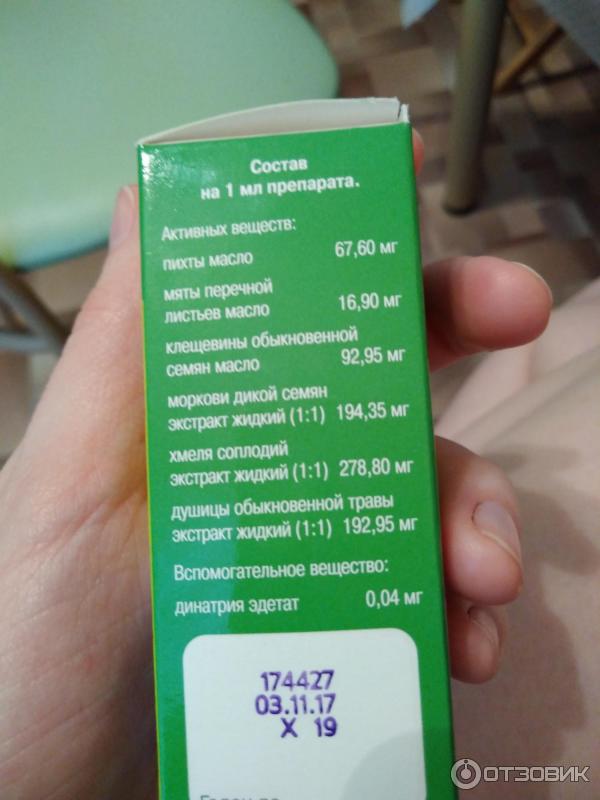 Состав
на 1 мл препарата.
Активных веществ:
пихты масло 67,60 мг
мяты перечной
листьев масло 16,90 мг
клещевины обыкновенной
семян масло 92,95 мг
моркови дикой семян
экстракт жидкий (1:1) 194,35 мг
хмеля соплодий
экстракт жидкий (1:1) 278,80 мг
душицы обыкновенной травы
экстракт жидкий (1:1) 192,95 мг
Вспомогательное вещество:
динатрия эдетат 0,04 мг
174427
03.11.17
X 19
Годен до
ОТЗОВИК